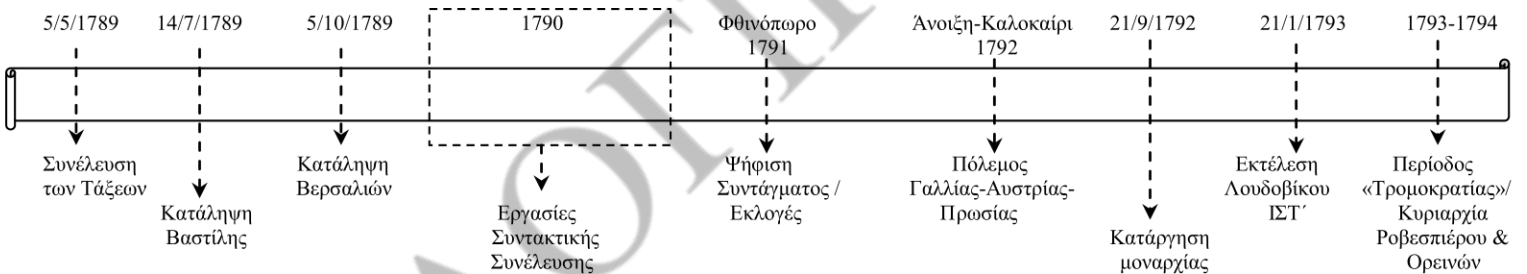 5/5/1789
14/7/1789
5/10/1789
1790
Φθινόπωρο
1791
Άνοιξη-Καλοκαίρι
1792
21/9/1792
21/1/1793
1793-1794
Συνέλευση
των Τάξεων
Κατάληψη
Βαστίλης
Κατάληψη
Βερσαλιών
Εργασίες
Συντακτικής
Συνέλευσης
Ψήφιση
Συντάγματος /
Εκλογές
Πόλεμος
Γαλλίας-Αυστρίας-
Πρωσίας
Κατάργηση
μοναρχίας
Εκτέλεση
Λουδοβίκου
ΙΣΤ΄
Περίοδος
«Τρομοκρατίας»/
Κυριαρχία
Ροβεσπιέρου &
Ορεινών